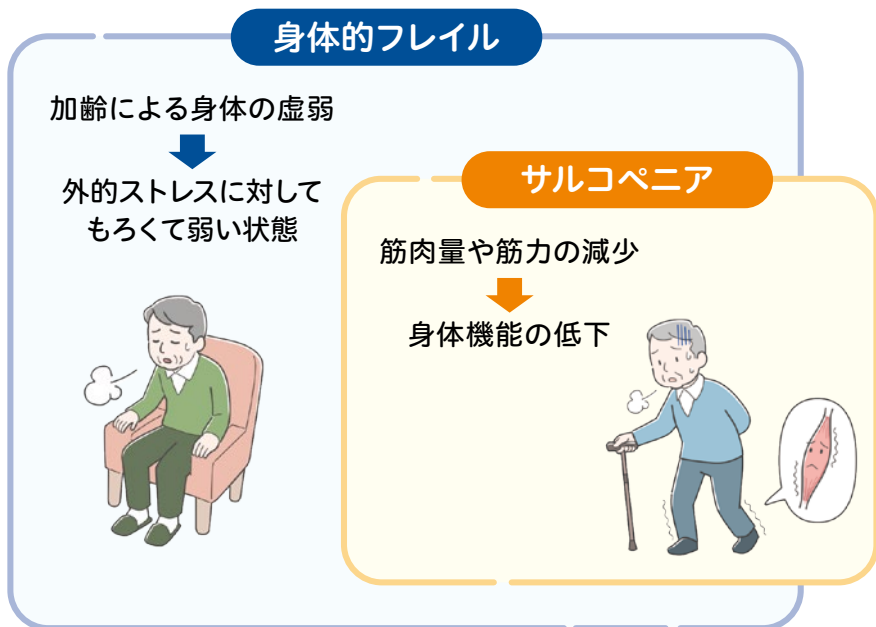 身体的フレイル
加齢による身体の虚弱
外的ストレスに対して
もろくて弱い状態
サルコペニア
筋肉量や筋力の減少
身体機能の低下